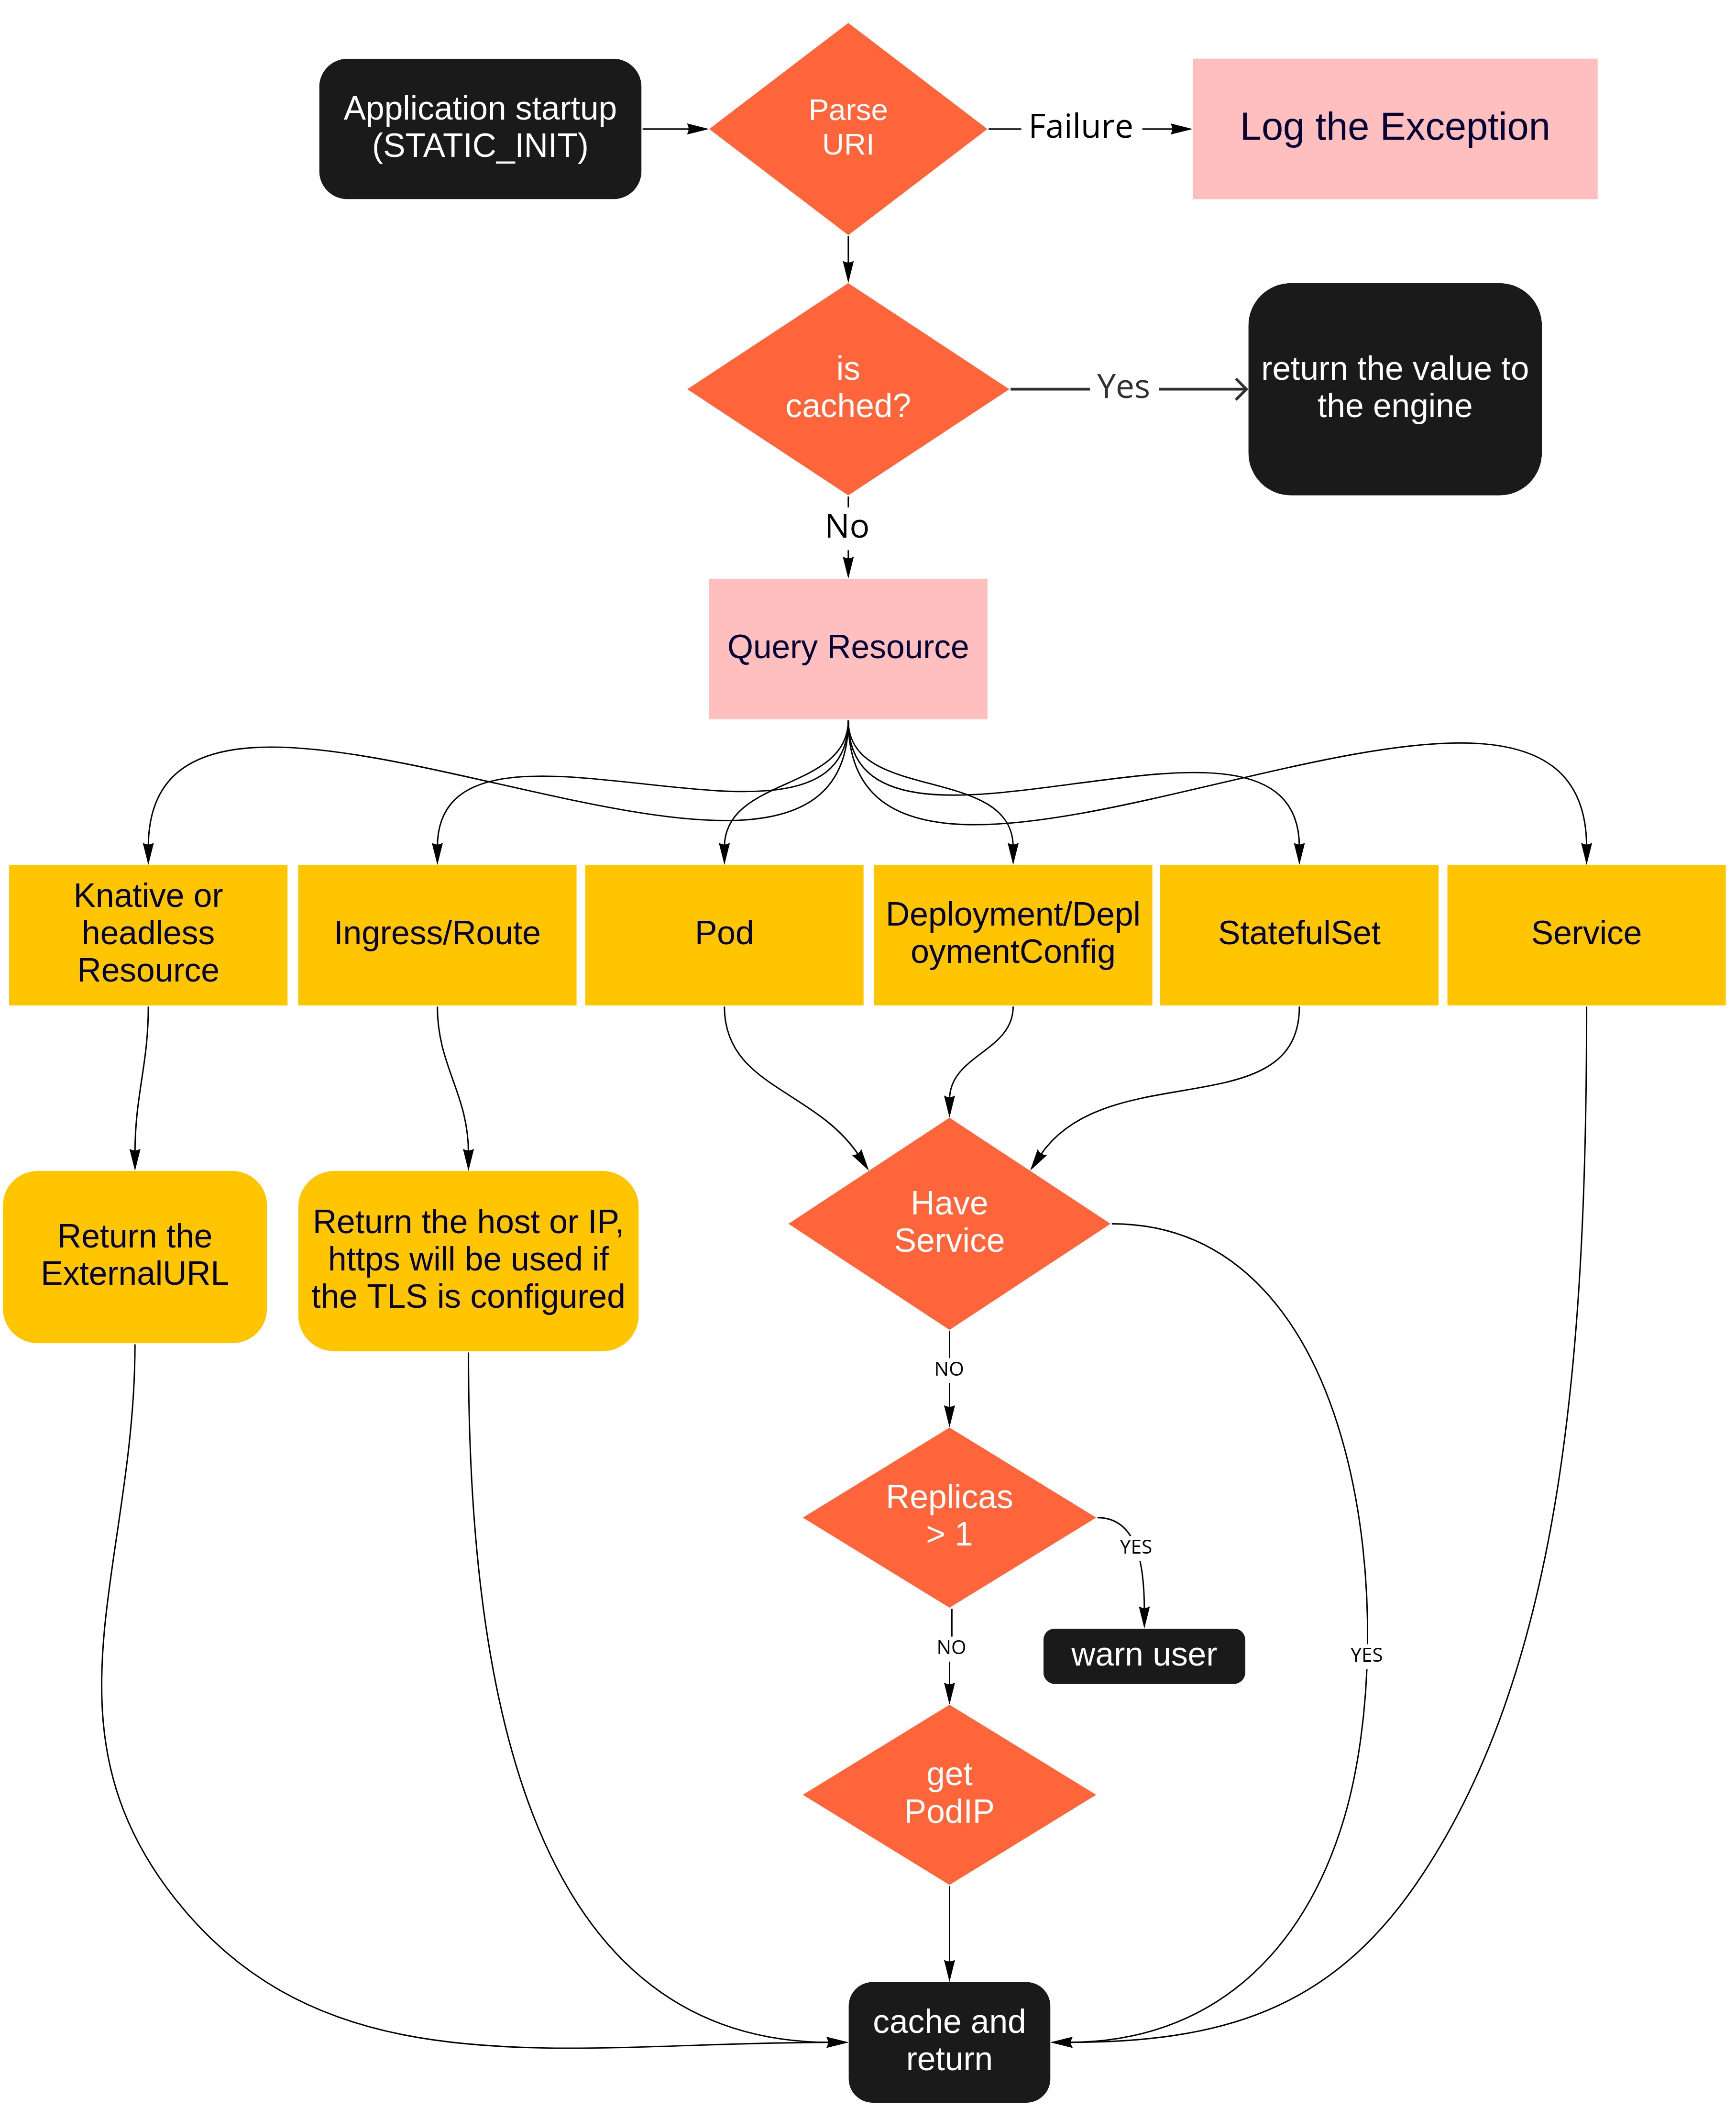 Application startup
(STATIC_INIT)
Parse
URI
Failure
Log the Exception
is
cached?
Yes
return the value to
the engine
No
Query Resource
Knative or
headless
Resource
Ingress/Route
Pod
Deployment/Depl
oymentConfig
StatefulSet
Service
Return the
ExternalURL
Return the host or IP,
https will be used if
the TLS is configured
Have
Service
NO
Replicas
> 1
YES
warn user
NO
YES
get
PodIP
cache and
return